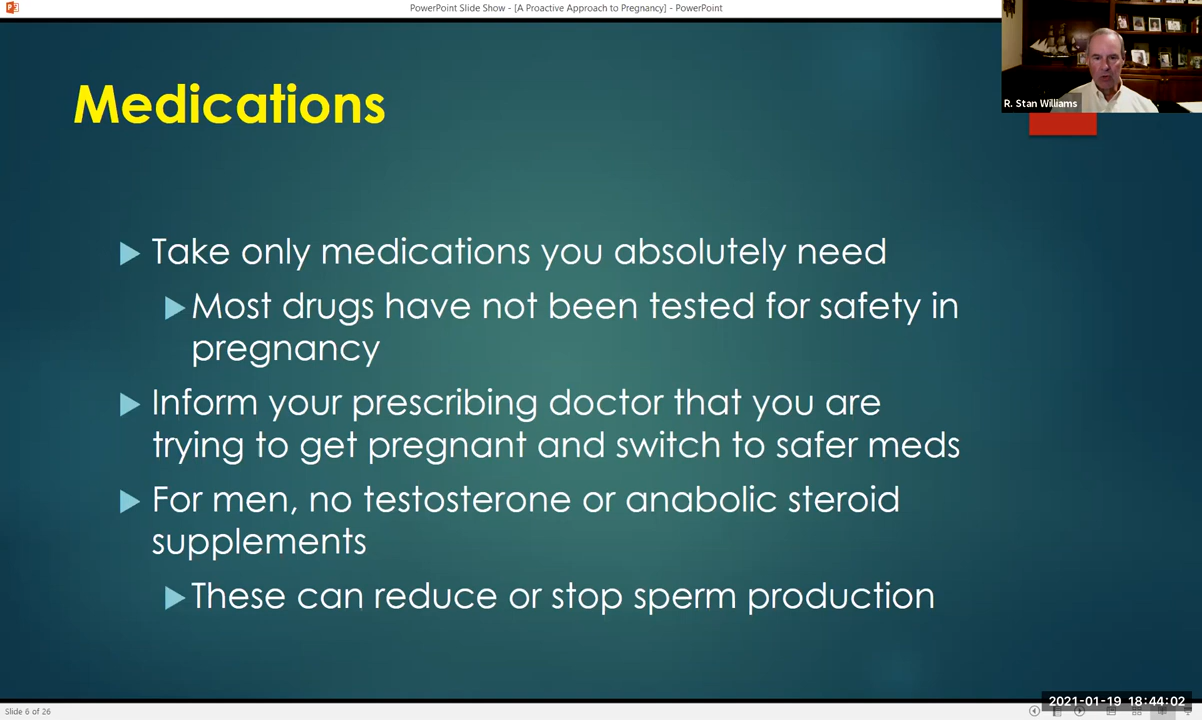 PowerPoint Slide Show - [A Proactive Approach to Pregnancy] - PowerPoint
R. Stan Williams
Medications
Take only medications you absolutely need
Most drugs have not been tested for safety in
pregnancy
Inform your prescribing doctor that you are
trying to get pregnant and switch to safer meds
For men, no testosterone or anabolic steroid
supplements
These can reduce or stop sperm production
2021-01-19 18:44:02
Slide 6 of 26